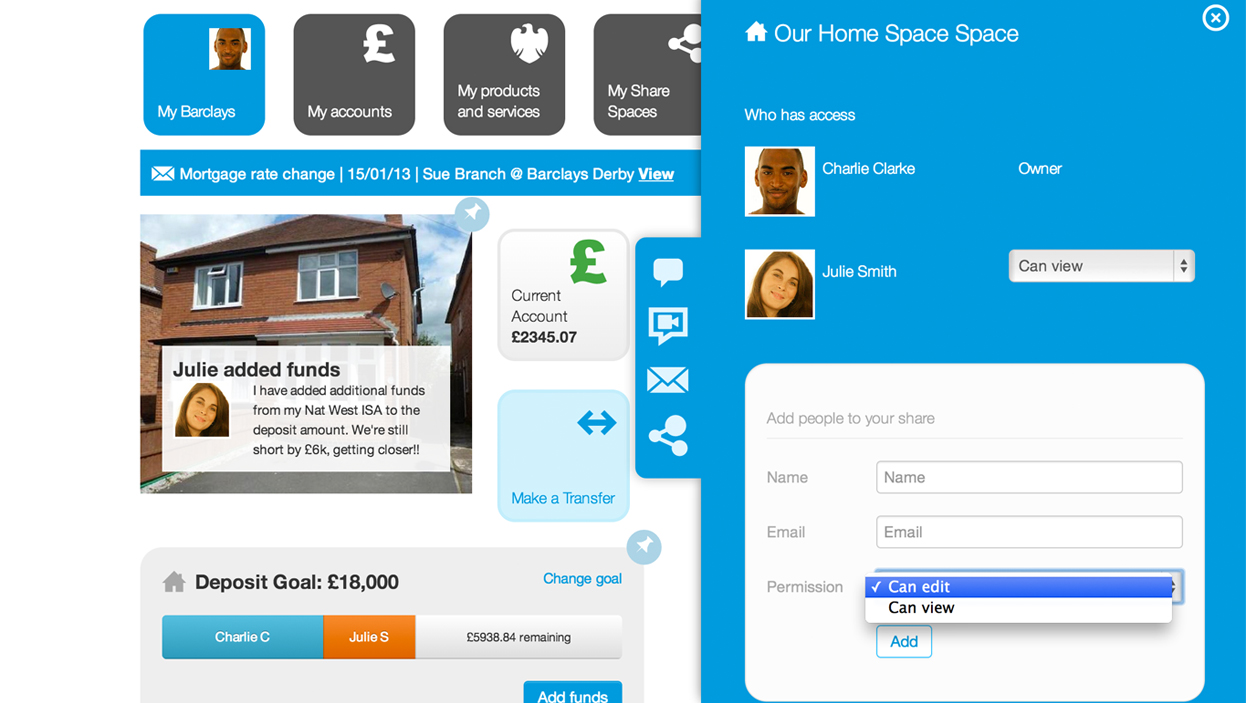 My Barclays
My accounts
My products
and services
My Share
Spaces
Mortgage rate change | 15/01/13 | Sue Branch @ Barclays Derby View
Julie added funds
I have added additional funds
from my Nat West ISA to the
deposit amount. We're still
short by £6k, getting closer!!
£
Current
Account
£2345.07
Make a Transfer
Deposit Goal: £18,000
Change goal
Charlie C
Julie S
£5938.84 remaining
Add funds
Our Home Space Space
Who has access
Charlie Clarke
Owner
Julie Smith
Can view
Add people to your share
Name
Name
Email
Email
Permission
✓ Can edit
Can view
Add